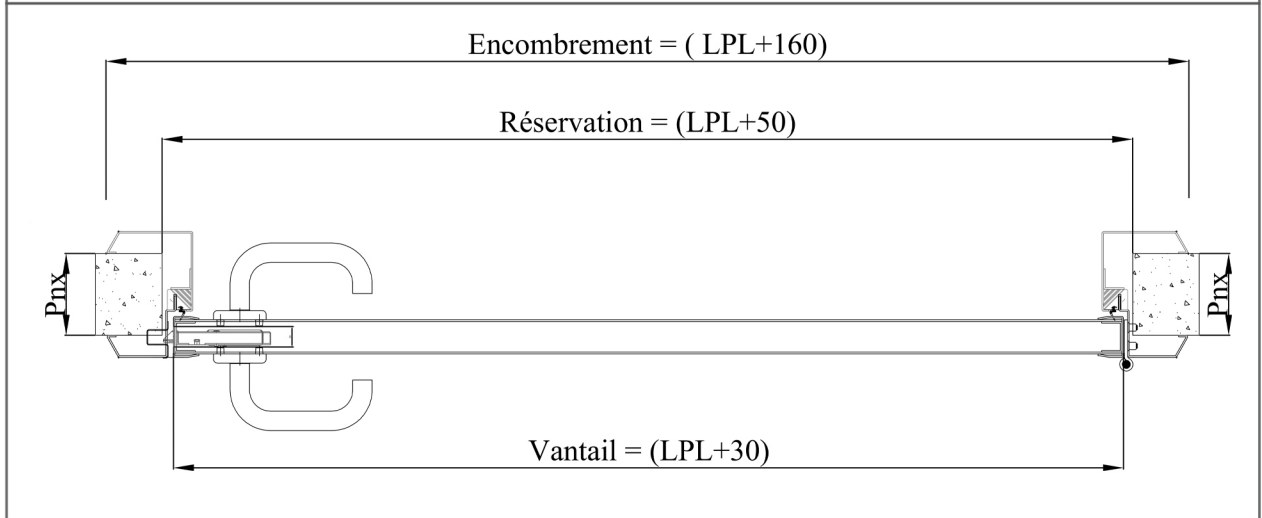 Encombrement = ( LPL+160)
Réservation = (LPL+50)
Pnx
Pnx
Vantail = (LPL+30)